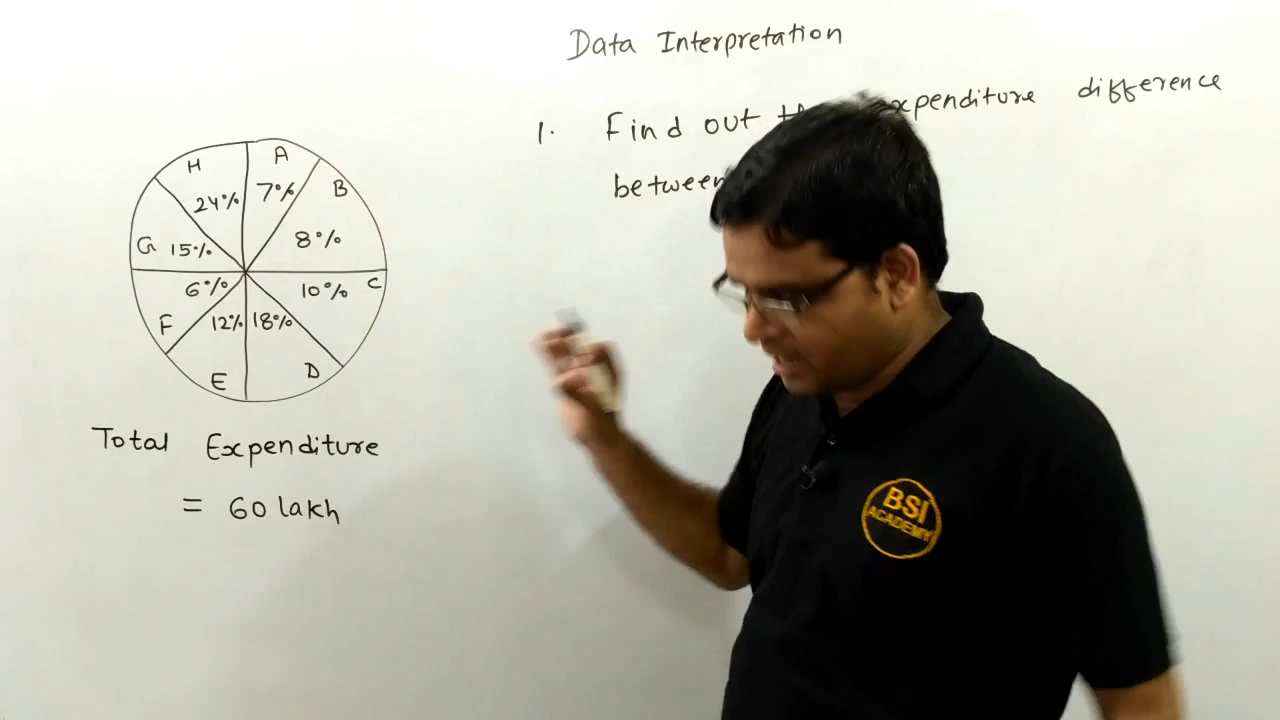 Data Interpretation
1. Find out expenditure difference
between
H
A
24%
7%
B
G 15%
8%
6%
10% C
F
12% 18%
E
D
Total Expenditure
= 60 lakh
BSI
ACADEMY